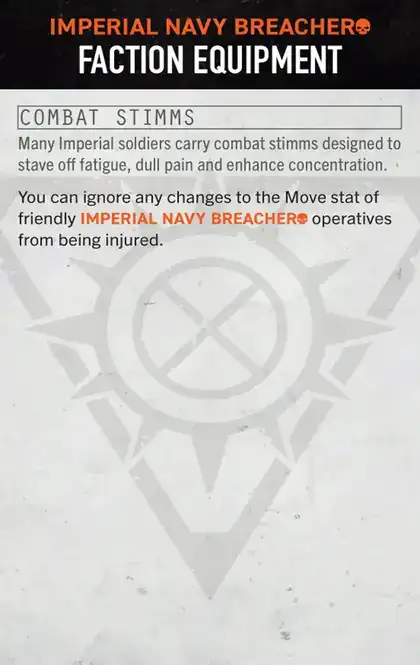 IMPERIAL NAVY BREACHER
FACTION EQUIPMENT
COMBAT STIMMS
Many Imperial soldiers carry combat stimms designed to
stave off fatigue, dull pain and enhance concentration.
You can ignore any changes to the Move stat of
friendly IMPERIAL NAVY BREACHER operatives
from being injured.